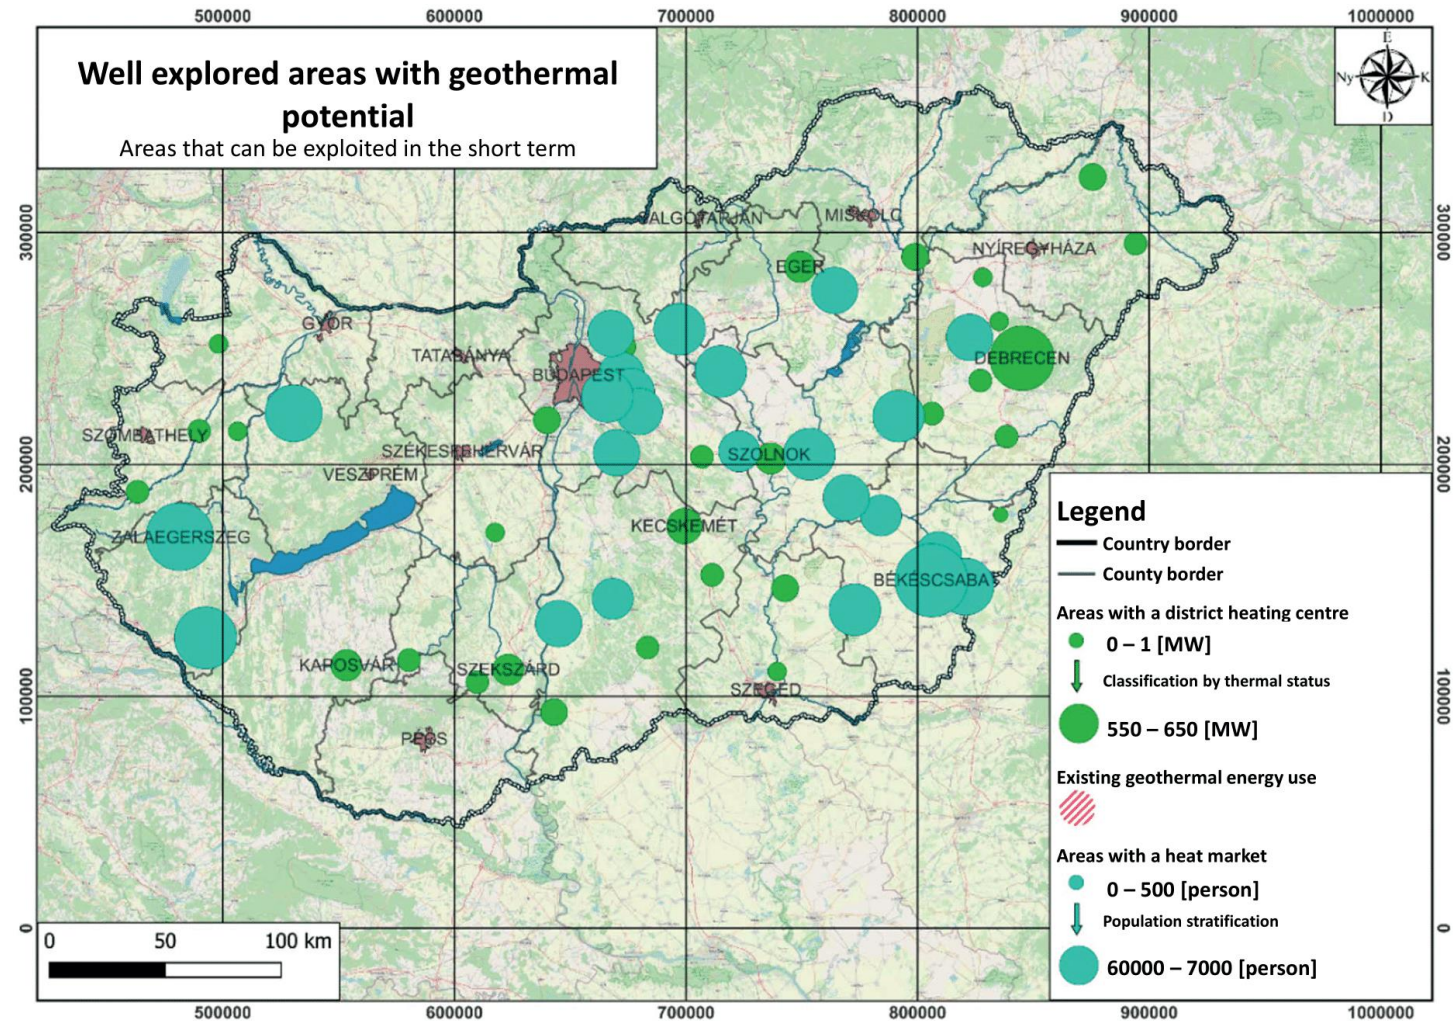 500000 600000 700000 800000 900000 1000000
Well explored areas with geothermal
potential
Areas that can be exploited in the short term
É
Ny K
D
300000 300000
200000 200000
100000 100000
0 0
SALGÓTARJÁN
MISKOLC
NYÍREGYHÁZA
EGER
GYŐR
TATABÁNYA
BUDAPEST
DEBRECEN
SZOMBATHELY
SZÉKESFEHÉRVÁR
SZOLNOK
VESZPRÉM
KECSKEMÉT
ZALAEGERSZEG
BÉKÉSCSABA
KAPOSVÁR
SZEKSZÁRD
SZEGED
PÉCS
Legend
Country border
County border
Areas with a district heating centre
0 – 1 [MW]
Classification by thermal status
550 – 650 [MW]
Existing geothermal energy use
Areas with a heat market
0 – 500 [person]
Population stratification
60000 – 7000 [person]
0 50 100 km
500000 600000 700000 800000 900000 1000000